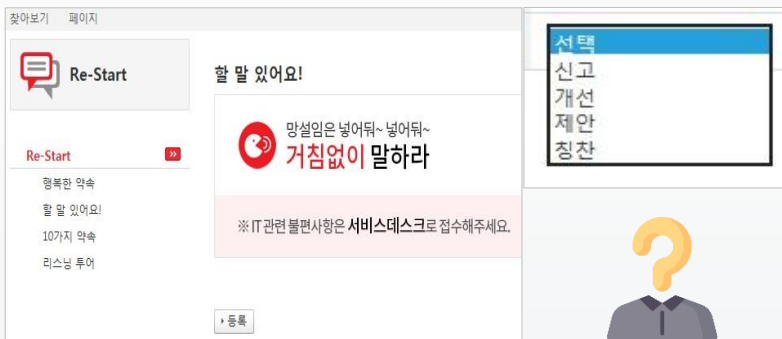 찾아보기 페이지
Re-Start
Re-Start
행복한 약속
할 말 있어요!
10가지 약속
리스닝 투어
할 말 있어요!
망설임은 넣어둬~ 넣어둬~
거침없이 말하라
※ IT 관련 불편사항은 서비스데스크로 접수해주세요.
등록
선택
신고
개선
제안
칭찬